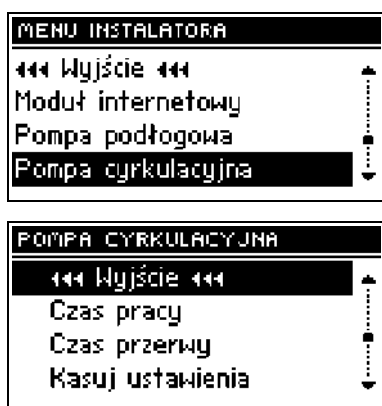 MENU INSTALATORA
◄◄◄ Wyjście ◄◄◄
Moduł internetowy
Pompa podłogowa
Pompa cyrkulacyjna
POMPA CYRKULACYJNA
◄◄◄ Wyjście ◄◄◄
Czas pracy
Czas przerwy
Kasuj ustawienia